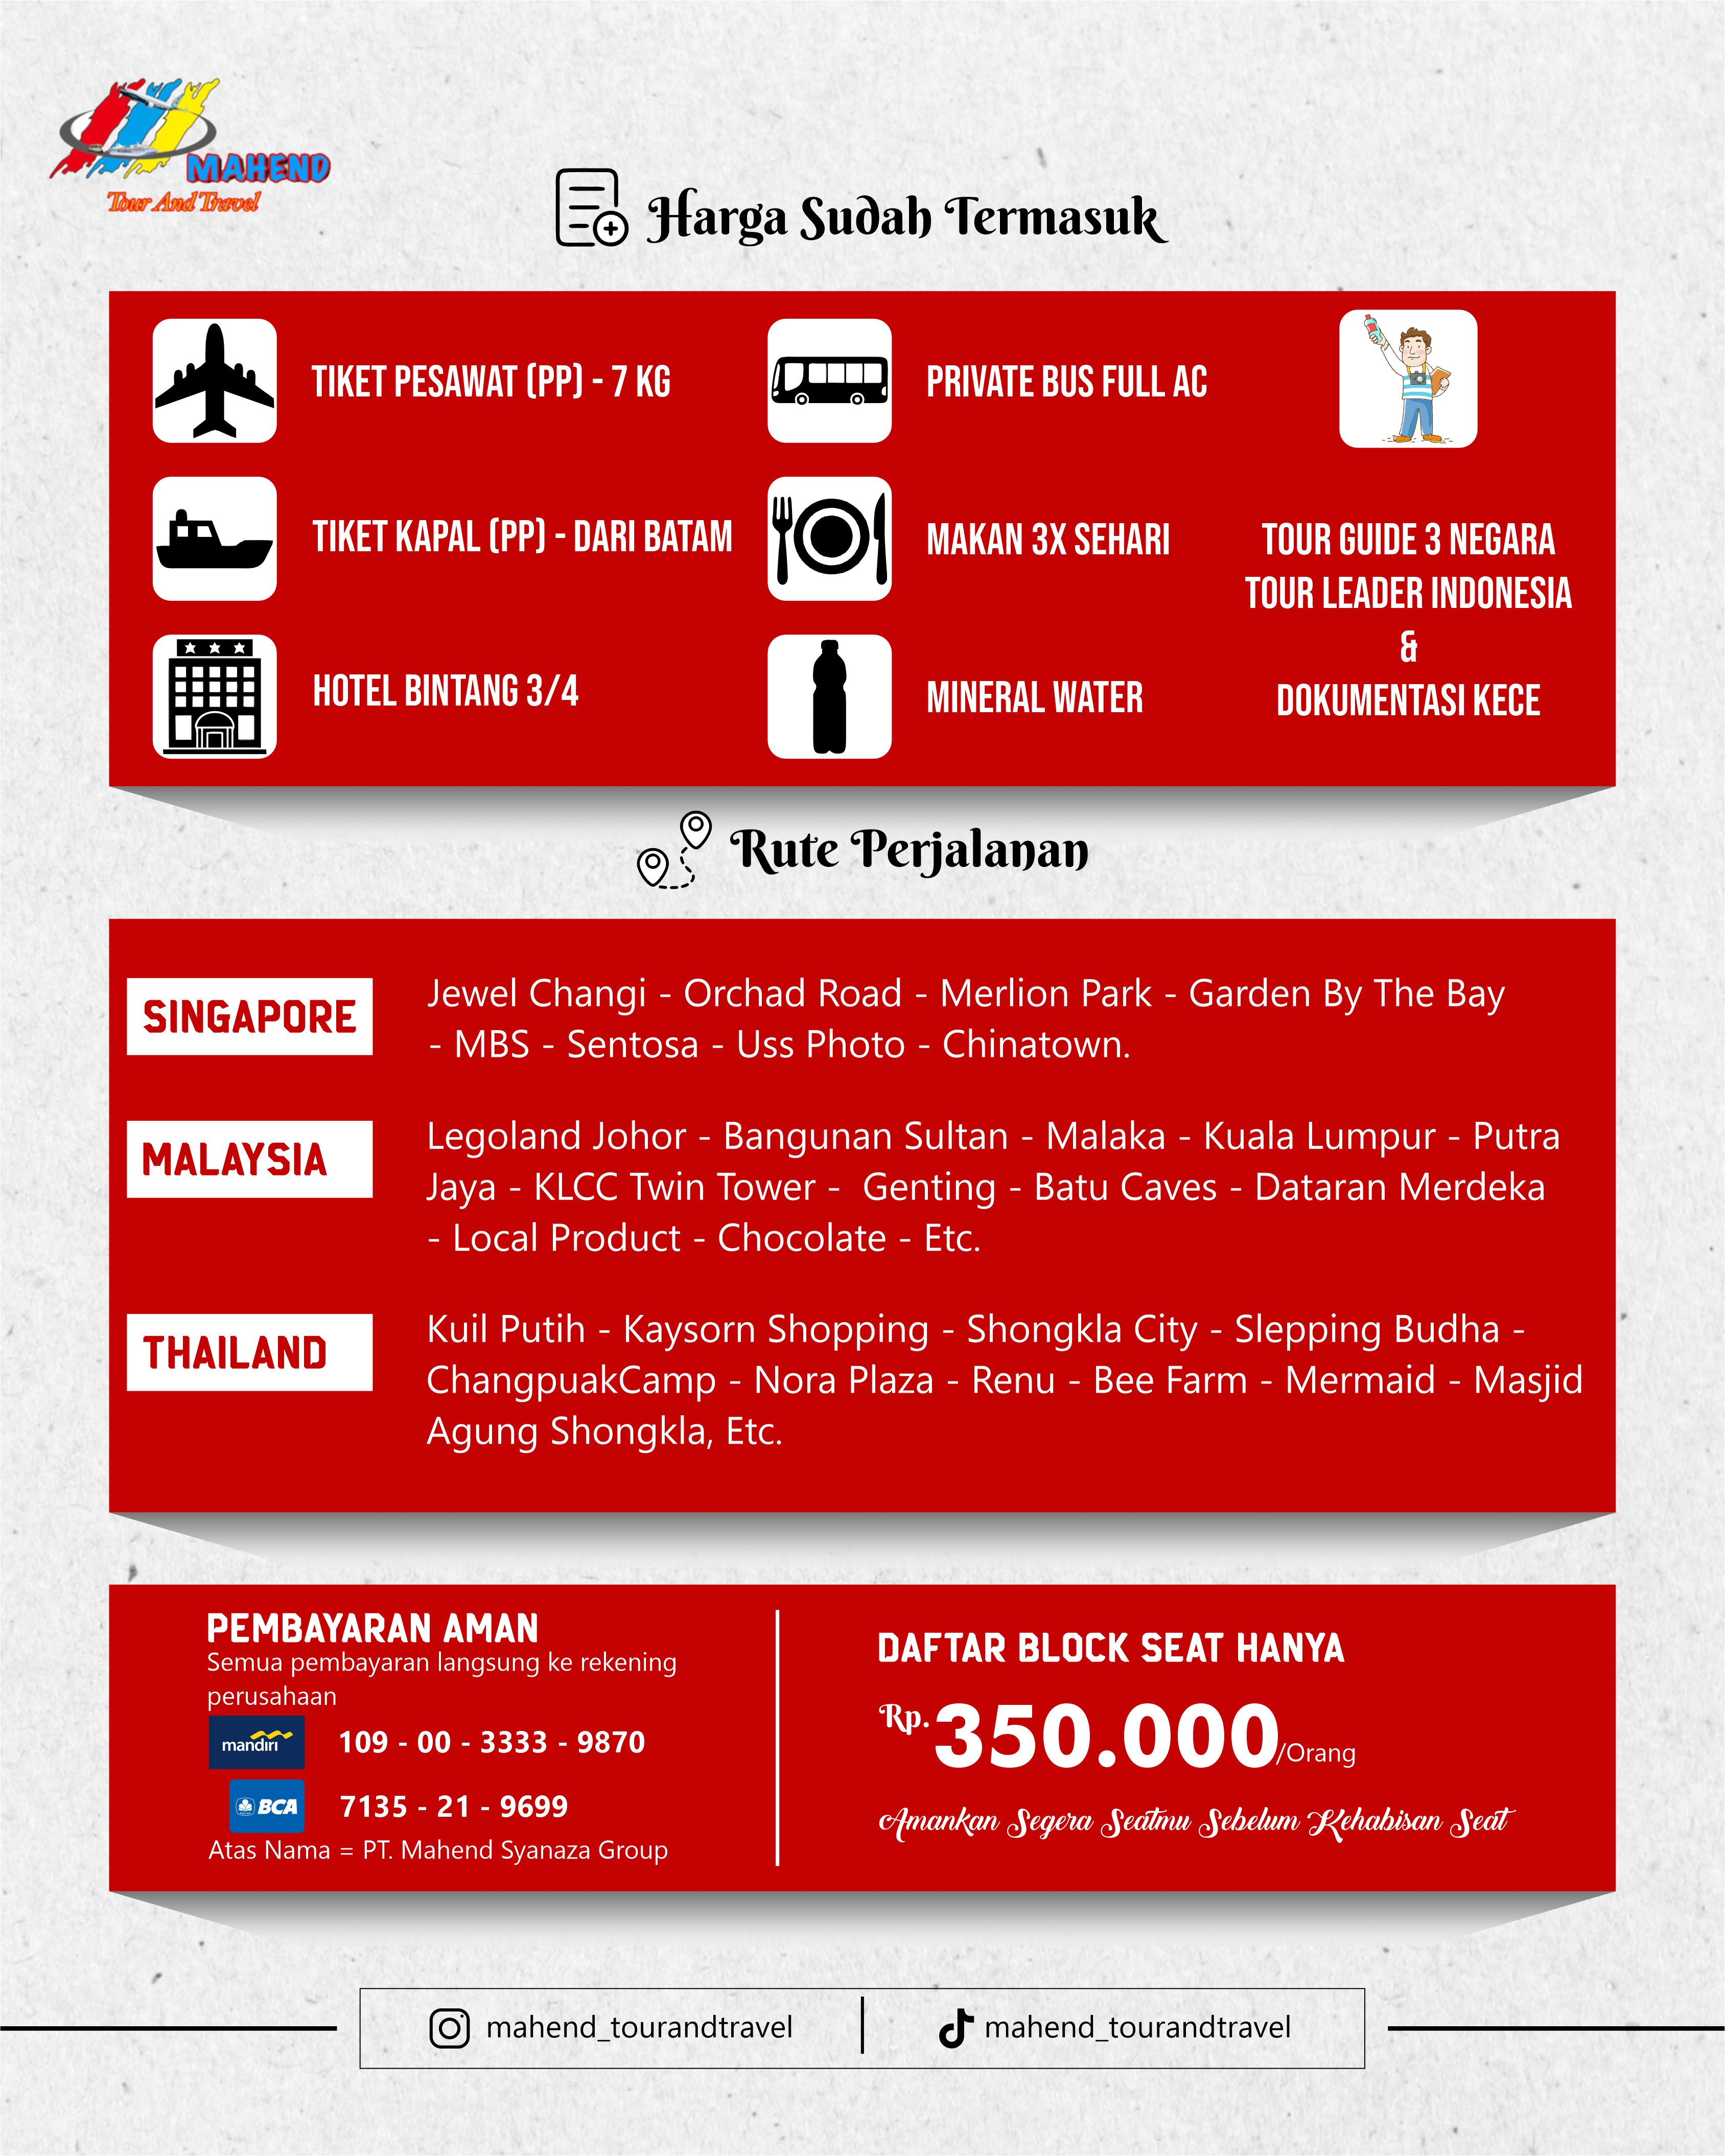 MAHEND
Tour And Travel
Harga Sudah Termasuk
TIKET PESAWAT (PP) - 7 KG
TIKET KAPAL (PP) - DARI BATAM
HOTEL BINTANG 3/4
PRIVATE BUS FULL AC
MAKAN 3X SEHARI
MINERAL WATER
TOUR GUIDE 3 NEGARA
TOUR LEADER INDONESIA
&
DOKUMENTASI KECE
Rute Perjalanan
SINGAPORE
Jewel Changi - Orchad Road - Merlion Park - Garden By The Bay
- MBS - Sentosa - Uss Photo - Chinatown.
MALAYSIA
Legoland Johor - Bangunan Sultan - Malaka - Kuala Lumpur - Putra
Jaya - KLCC Twin Tower - Genting - Batu Caves - Dataran Merdeka
- Local Product - Chocolate - Etc.
THAILAND
Kuil Putih - Kaysorn Shopping - Shongkla City - Slepping Budha -
ChangpuakCamp - Nora Plaza - Renu - Bee Farm - Mermaid - Masjid
Agung Shongkla, Etc.
PEMBAYARAN AMAN
Semua pembayaran langsung ke rekening
perusahaan
mandiri 109 - 00 - 3333 - 9870
BCA 7135 - 21 - 9699
Atas Nama = PT. Mahend Syanaza Group
DAFTAR BLOCK SEAT HANYA
Rp. 350.000/Orang
Amankan Segera Seatmu Sebelum Kehabisan Seat
mahend_tourandtravel
mahend_tourandtravel